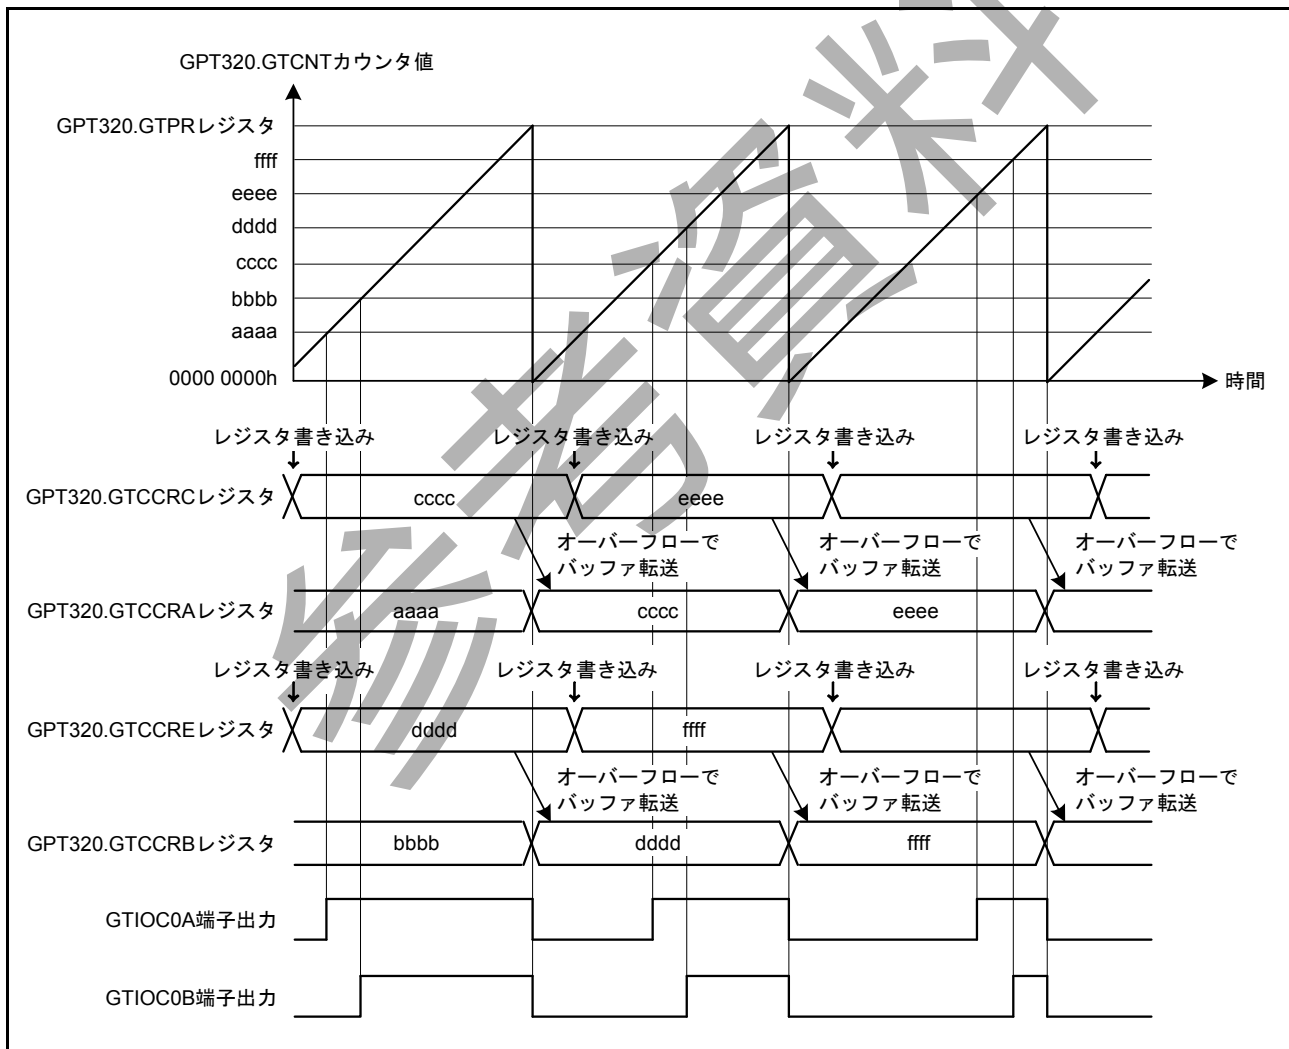 GPT320.GTCNTカウンタ値
GPT320.GTPRレジスタ
ffff
eeee
dddd
cccc
bbbb
aaaa
0000 0000h
時間
レジスタ書き込み レジスタ書き込み レジスタ書き込み レジスタ書き込み
GPT320.GTCCRCレジスタ cccc eeee
オーバーフローで オーバーフローで オーバーフローで
バッファ転送 バッファ転送 バッファ転送
GPT320.GTCCRAレジスタ aaaa cccc eeee
レジスタ書き込み レジスタ書き込み レジスタ書き込み レジスタ書き込み
GPT320.GTCCREレジスタ dddd ffff
オーバーフローで オーバーフローで オーバーフローで
バッファ転送 バッファ転送 バッファ転送
GPT320.GTCCRBレジスタ bbbb dddd ffff
GTIOC0A端子出力
GTIOC0B端子出力
参考資料